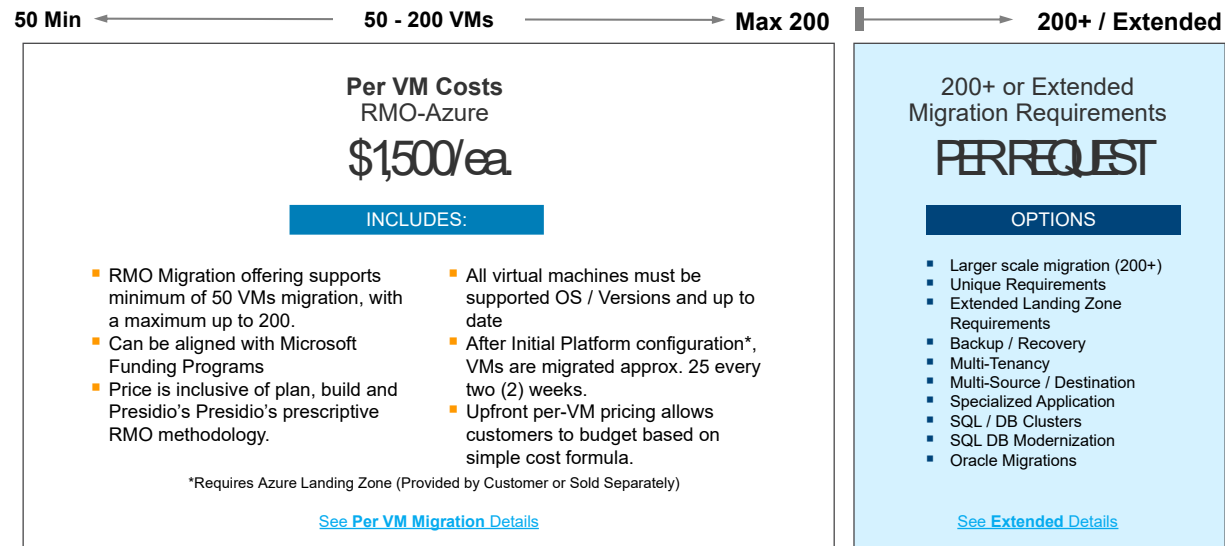 50 Min
50 - 200 VMs
Max 200
200+ / Extended
Per VM Costs
RMO-Azure
$1,500/ea.
INCLUDES:
RMO Migration offering supports
minimum of 50 VMs migration, with
a maximum up to 200.
Can be aligned with Microsoft
Funding Programs
Price is inclusive of plan, build and
Presidio's Presidio's prescriptive
RMO methodology.
All virtual machines must be
supported OS / Versions and up to
date
After Initial Platform configuration*,
VMs are migrated approx. 25 every
two (2) weeks.
Upfront per-VM pricing allows
customers to budget based on
simple cost formula.
*Requires Azure Landing Zone (Provided by Customer or Sold Separately)
See Per VM Migration Details
200+ or Extended
Migration Requirements
PER REQUEST
OPTIONS
Larger scale migration (200+)
Unique Requirements
Extended Landing Zone
Requirements
Backup / Recovery
Multi-Tenancy
Multi-Source / Destination
Specialized Application
SQL / DB Clusters
SQL DB Modernization
Oracle Migrations
See Extended Details